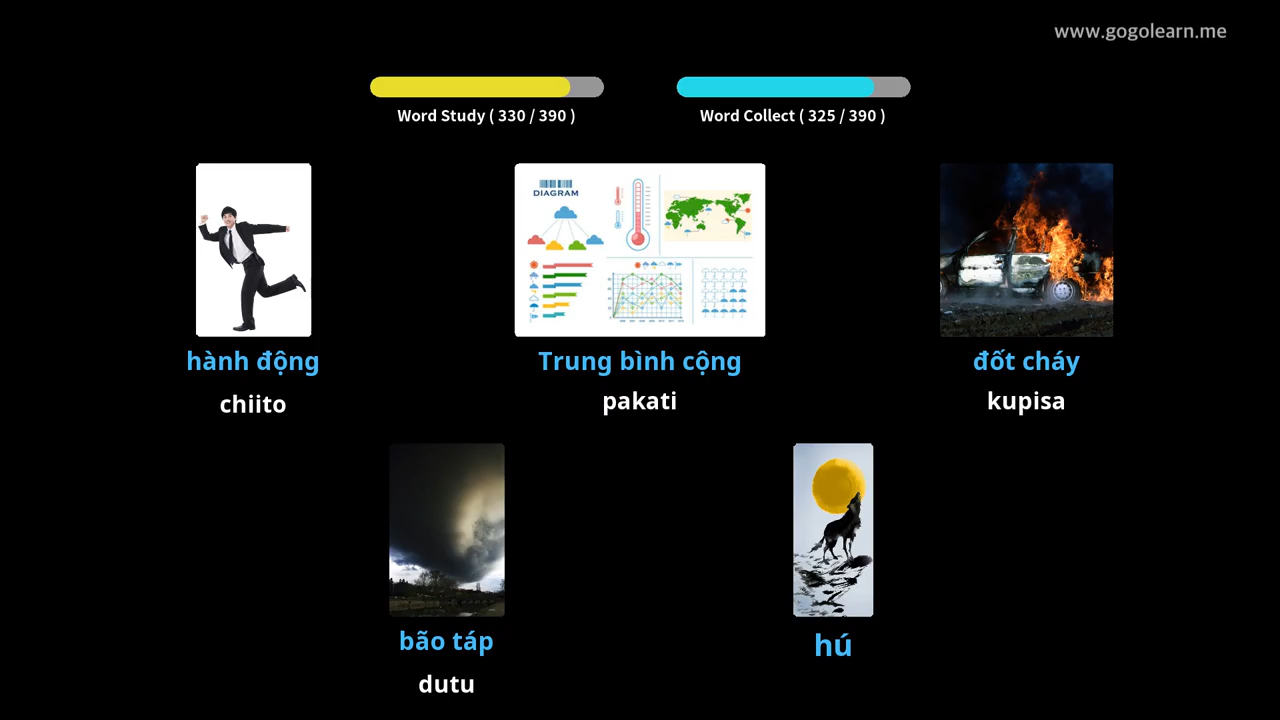 www.gogolearn.me
Word Study ( 330 / 390 )
Word Collect ( 325 / 390 )
DIAGRAM
hành động
chiito
Trung bình cộng
pakati
đốt cháy
kupisa
bão táp
dutu
hú